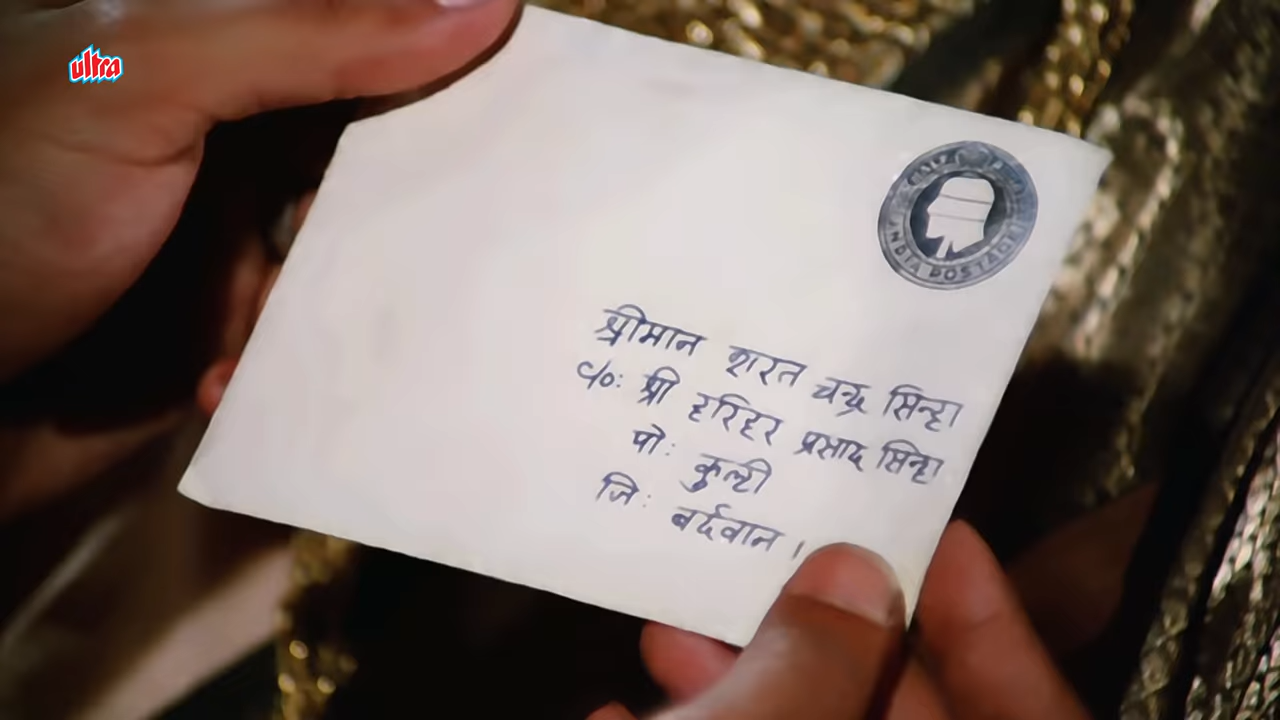 ultra
INDIA POSTAGE
श्रीमान शरत चन्द्र सिन्हा
c/o: श्री हरिहर प्रसाद सिन्हा
पो: कुल्टी
जि: बर्दवान ।